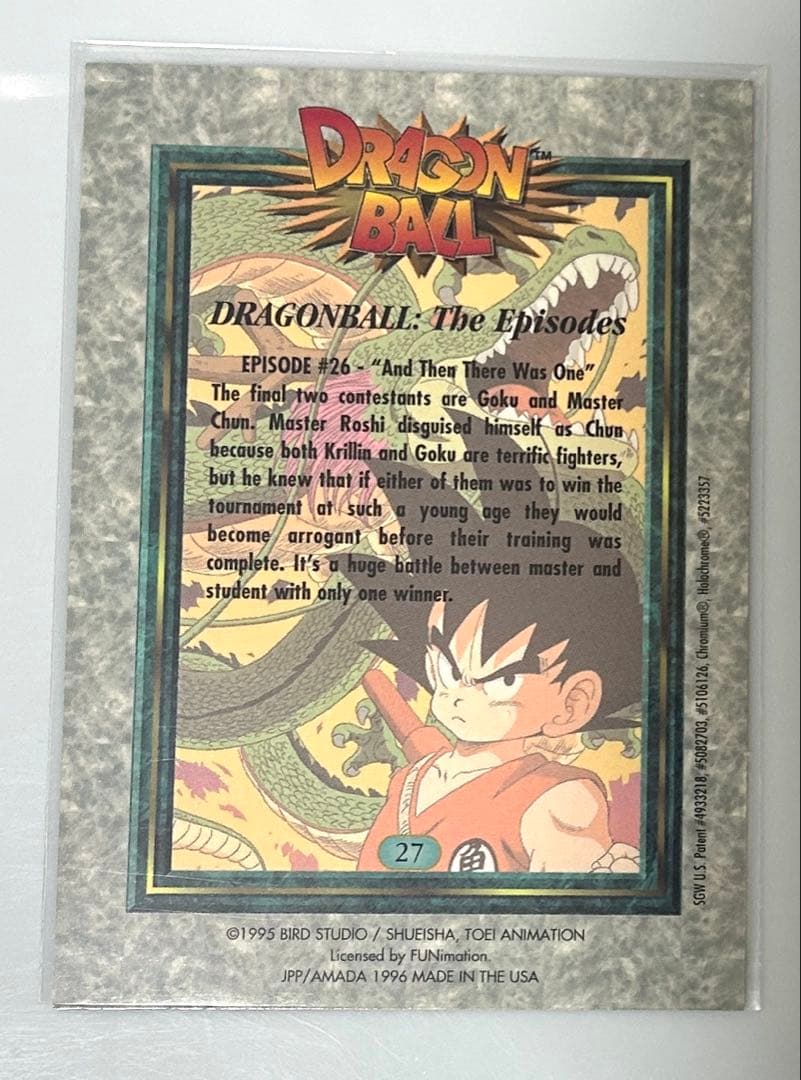 DRAGON™
BALL
DRAGONBALL: The Episodes
EPISODE #26 - “And Then There Was One”
The final two contestants are Goku and Master
Chun. Master Roshi disguised himself as Chun
because both Krillin and Goku are terrific fighters,
but he knew that if either of them was to win the
tournament at such a young age they would
become arrogant before their training was
complete. It’s a huge battle between master and
student with only one winner.
亀
27
©1995 BIRD STUDIO / SHUEISHA, TOEI ANIMATION
Licensed by FUNimation.
JPP/AMADA 1996 MADE IN THE USA
SGW U.S. Patent #4933218, #5082703, #5106126, Chromium®, Holochrome®, #5223357